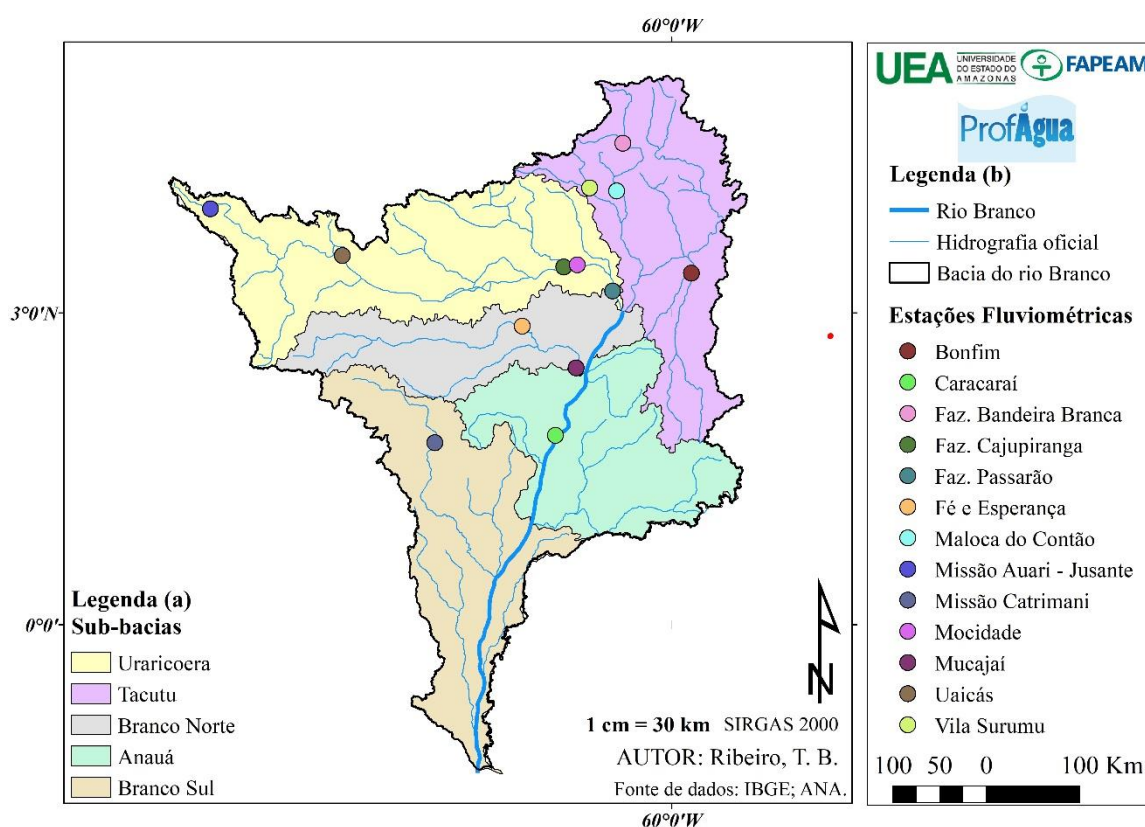 60°0'W
3°0'N
0°0'
Legenda (a)
Sub-bacias
Uraricoera
Tacutu
Branco Norte
Anauá
Branco Sul
N
1 cm = 30 km SIRGAS 2000
AUTOR: Ribeiro, T. B.
Fonte de dados: IBGE; ANA.
60°0'W
UEA UNIVERSIDADE
DO ESTADO DO
AMAZONAS
FAPEAM
ProfÁgua
Legenda (b)
Rio Branco
Hidrografia oficial
Bacia do rio Branco
Estações Fluviométricas
Bonfim
Caracaraí
Faz. Bandeira Branca
Faz. Cajupiranga
Faz. Passarão
Fé e Esperança
Maloca do Contão
Missão Auari - Jusante
Missão Catrimani
Mocidade
Mucajaí
Uaicás
Vila Surumu
100 50 0 100 Km